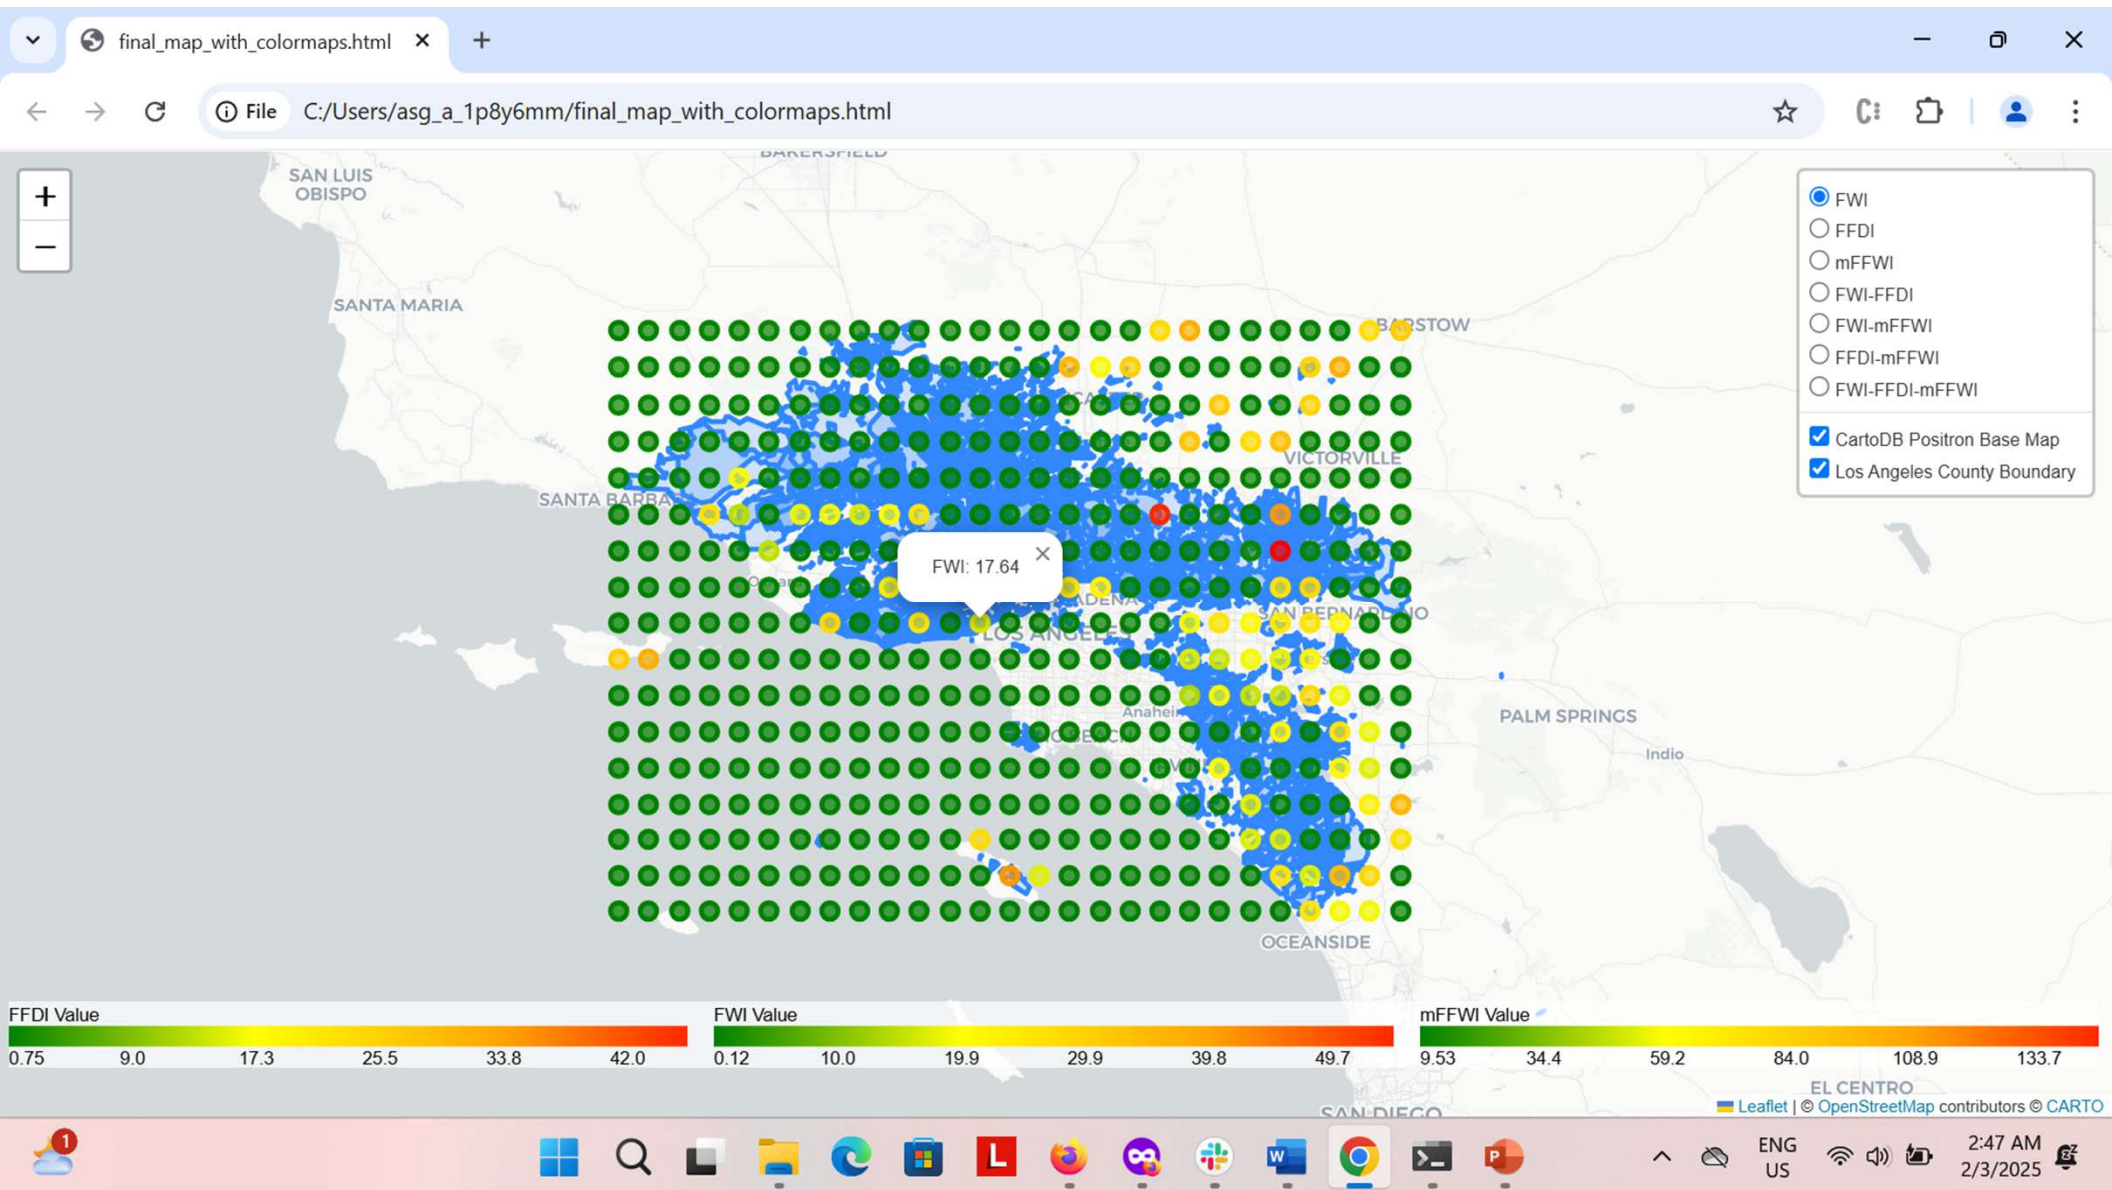 final_map_with_colormaps.html
File
C:/Users/asg_a_1p8y6mm/final_map_with_colormaps.html
+
−
BAKERSFIELD
SAN LUIS
OBISPO
SANTA MARIA
BARSTOW
VICTORVILLE
SANTA BARBA
FWI: 17.64
ADENA
SAN BERNARDINO
LOS ANGELES
Anaheim
PALM SPRINGS
Indio
OCEANSIDE
EL CENTRO
SAN DIEGO
FWI
FFDI
mFFWI
FWI-FFDI
FWI-mFFWI
FFDI-mFFWI
FWI-FFDI-mFFWI
CartoDB Positron Base Map
Los Angeles County Boundary
FFDI Value
0.75 9.0 17.3 25.5 33.8 42.0
FWI Value
0.12 10.0 19.9 29.9 39.8 49.7
mFFWI Value
9.53 34.4 59.2 84.0 108.9 133.7
Leaflet | © OpenStreetMap contributors © CARTO
1
L
W
P
ENG
US
2:47 AM
2/3/2025